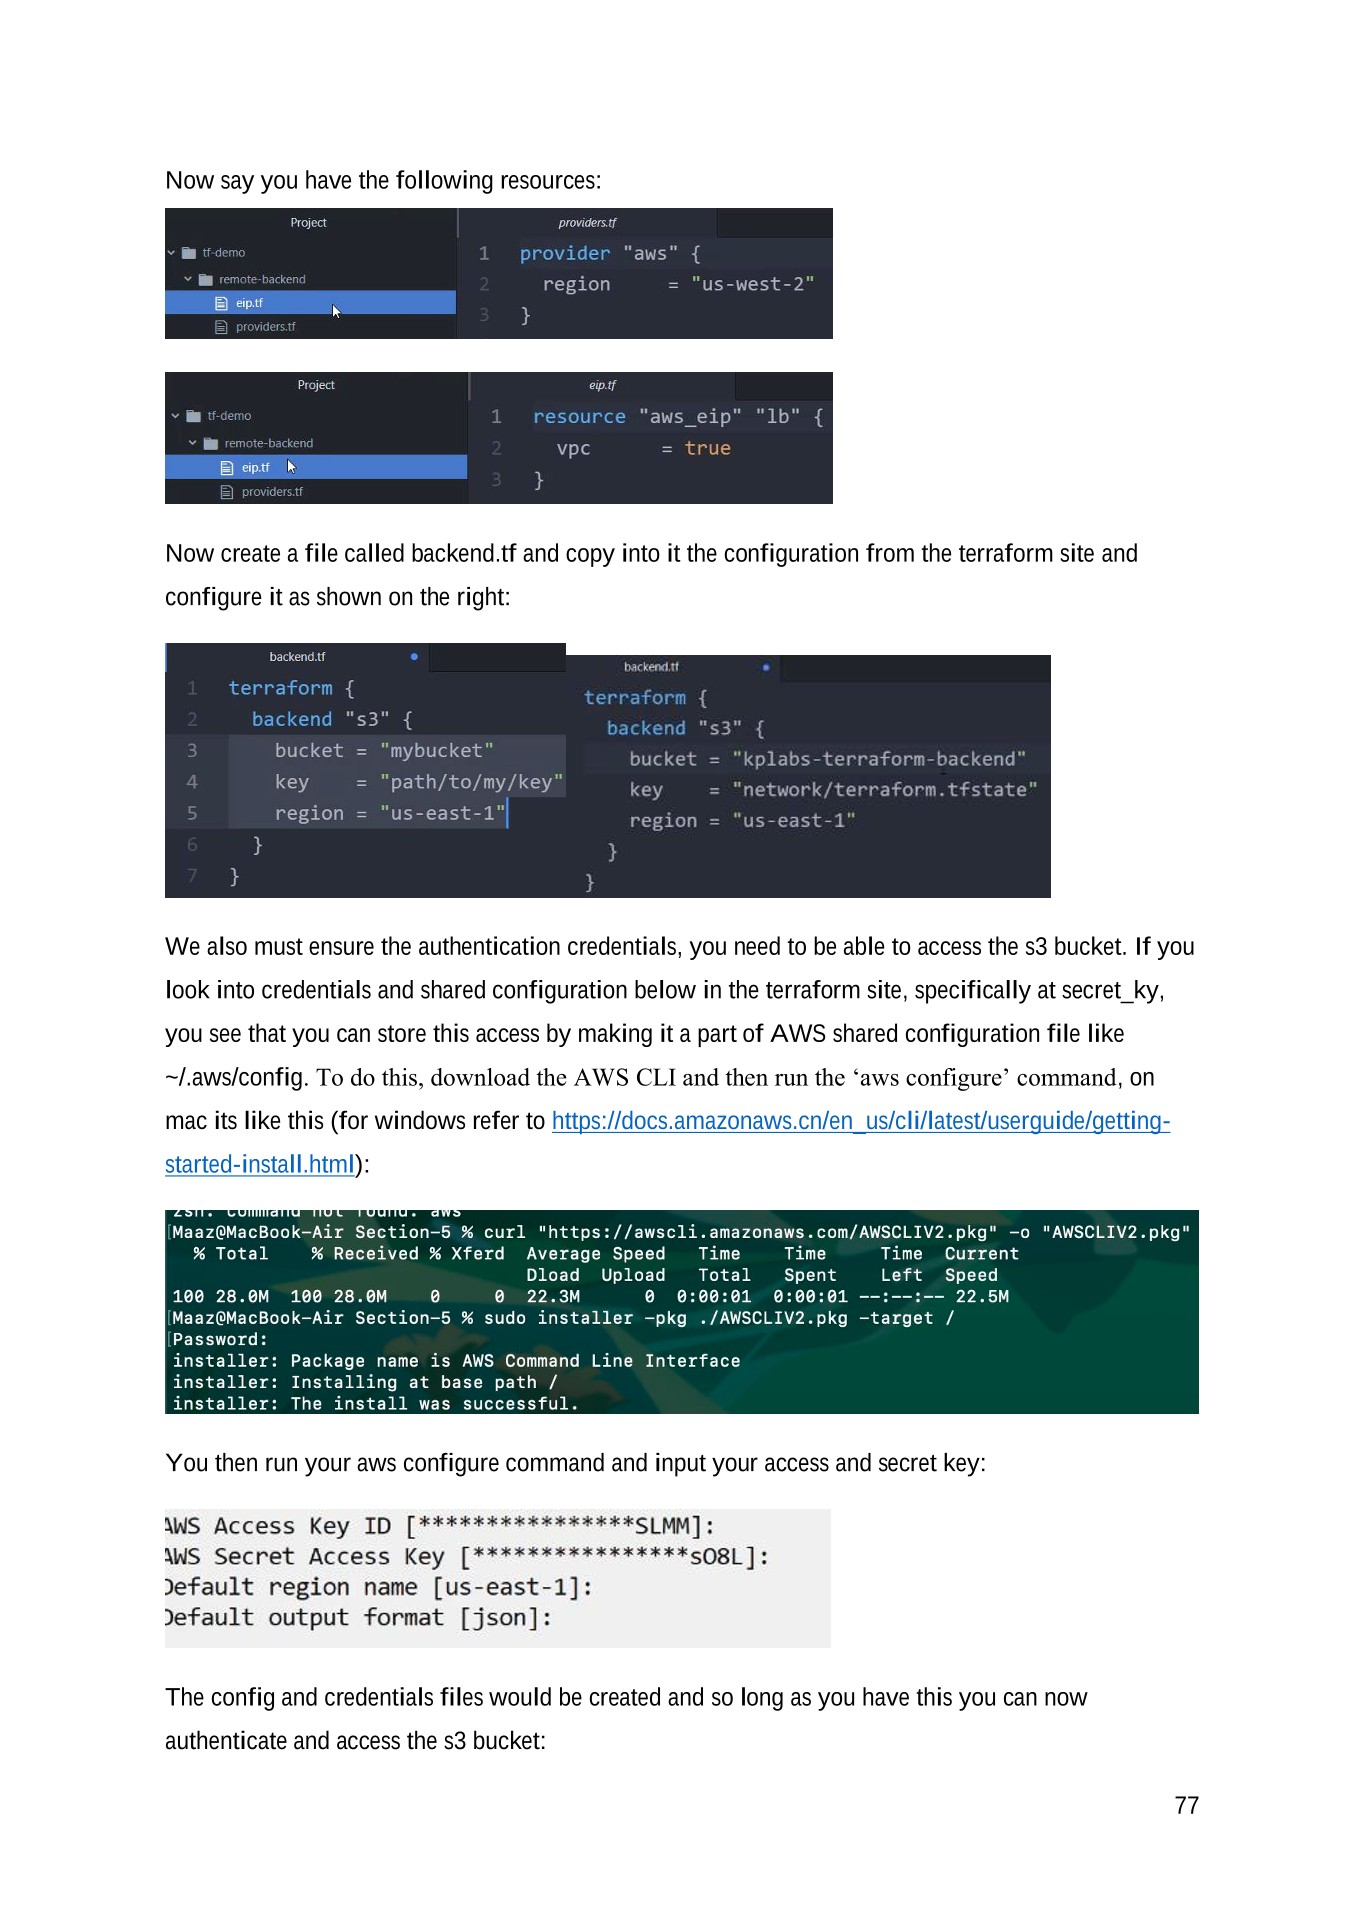 Now say you have the following resources:
Project
tf-demo
remote-backend
eip.tf
providers.tf
providers.tf
1 provider "aws" {
2 region = "us-west-2"
3 }
Project
tf-demo
remote-backend
eip.tf
providers.tf
eip.tf
1 resource "aws_eip" "lb" {
2 vpc = true
3 }
Now create a file called backend.tf and copy into it the configuration from the terraform site and
configure it as shown on the right:
backend.tf
1 terraform {
2 backend "s3" {
3 bucket = "mybucket"
4 key = "path/to/my/key"
5 region = "us-east-1"
6 }
7 }
backend.tf
terraform {
backend "s3" {
bucket = "kplabs-terraform-backend"
key = "network/terraform.tfstate"
region = "us-east-1"
}
}
We also must ensure the authentication credentials, you need to be able to access the s3 bucket. If you
look into credentials and shared configuration below in the terraform site, specifically at secret_ky,
you see that you can store this access by making it a part of AWS shared configuration file like
~/.aws/config. To do this, download the AWS CLI and then run the ‘aws configure’ command, on
mac its like this (for windows refer to https://docs.amazonaws.cn/en_us/cli/latest/userguide/getting-
started-install.html):
zsh: command not found: aws
[Maaz@MacBook-Air Section-5 % curl "https://awscli.amazonaws.com/AWSCLIV2.pkg" -o "AWSCLIV2.pkg"
% Total % Received % Xferd Average Speed Time Time Time Current
Dload Upload Total Spent Left Speed
100 28.0M 100 28.0M 0 0 22.3M 0 0:00:01 0:00:01 --:--:-- 22.5M
[Maaz@MacBook-Air Section-5 % sudo installer -pkg ./AWSCLIV2.pkg -target /
[Password:
installer: Package name is AWS Command Line Interface
installer: Installing at base path /
installer: The install was successful.
You then run your aws configure command and input your access and secret key:
AWS Access Key ID [****************SLMM]:
AWS Secret Access Key [****************sO8L]:
Default region name [us-east-1]:
Default output format [json]:
The config and credentials files would be created and so long as you have this you can now
authenticate and access the s3 bucket:
77